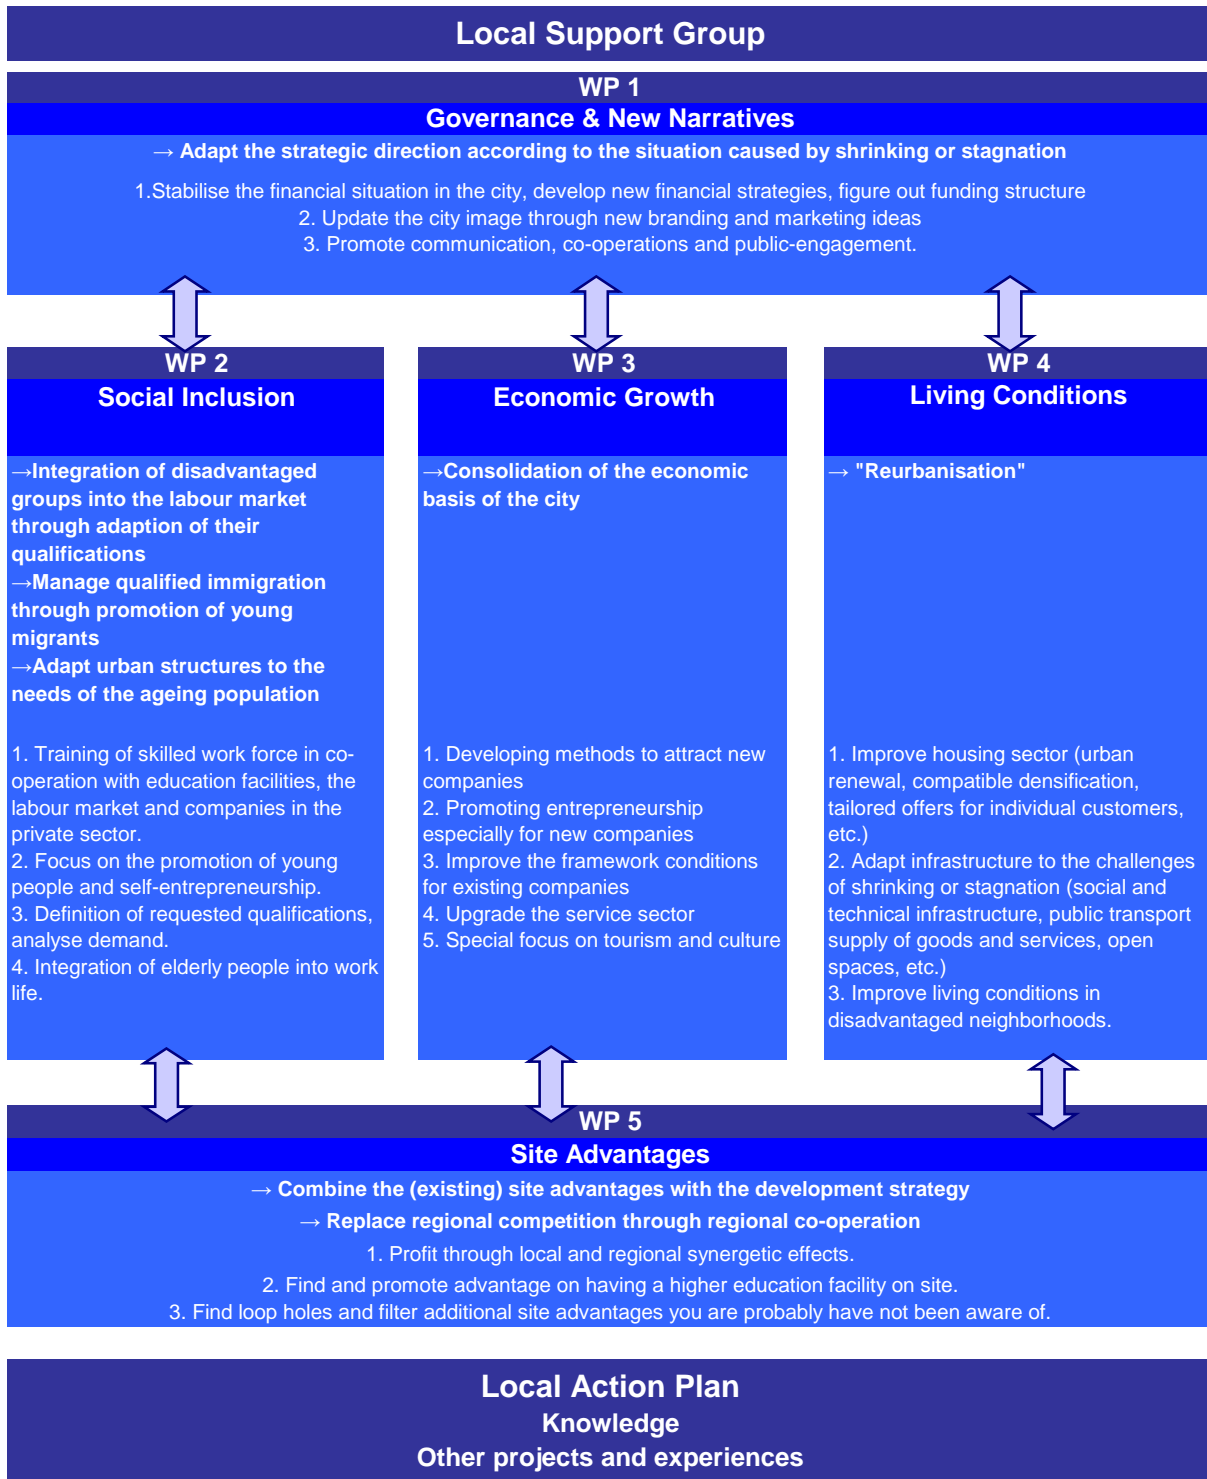 Local Support Group
WP 1
Governance & New Narratives
→ Adapt the strategic direction according to the situation caused by shrinking or stagnation
1.Stabilise the financial situation in the city, develop new financial strategies, figure out funding structure
2. Update the city image through new branding and marketing ideas
3. Promote communication, co-operations and public-engagement.
WP 2
Social Inclusion
→Integration of disadvantaged
groups into the labour market
through adaption of their
qualifications
→Manage qualified immigration
through promotion of young
migrants
→Adapt urban structures to the
needs of the ageing population
1. Training of skilled work force in co-
operation with education facilities, the
labour market and companies in the
private sector.
2. Focus on the promotion of young
people and self-entrepreneurship.
3. Definition of requested qualifications,
analyse demand.
4. Integration of elderly people into work
life.
WP 3
Economic Growth
→Consolidation of the economic
basis of the city
1. Developing methods to attract new
companies
2. Promoting entrepreneurship
especially for new companies
3. Improve the framework conditions
for existing companies
4. Upgrade the service sector
5. Special focus on tourism and culture
WP 4
Living Conditions
→ "Reurbanisation"
1. Improve housing sector (urban
renewal, compatible densification,
tailored offers for individual customers,
etc.)
2. Adapt infrastructure to the challenges
of shrinking or stagnation (social and
technical infrastructure, public transport
supply of goods and services, open
spaces, etc.)
3. Improve living conditions in
disadvantaged neighborhoods.
WP 5
Site Advantages
→ Combine the (existing) site advantages with the development strategy
→ Replace regional competition through regional co-operation
1. Profit through local and regional synergetic effects.
2. Find and promote advantage on having a higher education facility on site.
3. Find loop holes and filter additional site advantages you are probably have not been aware of.
Local Action Plan
Knowledge
Other projects and experiences